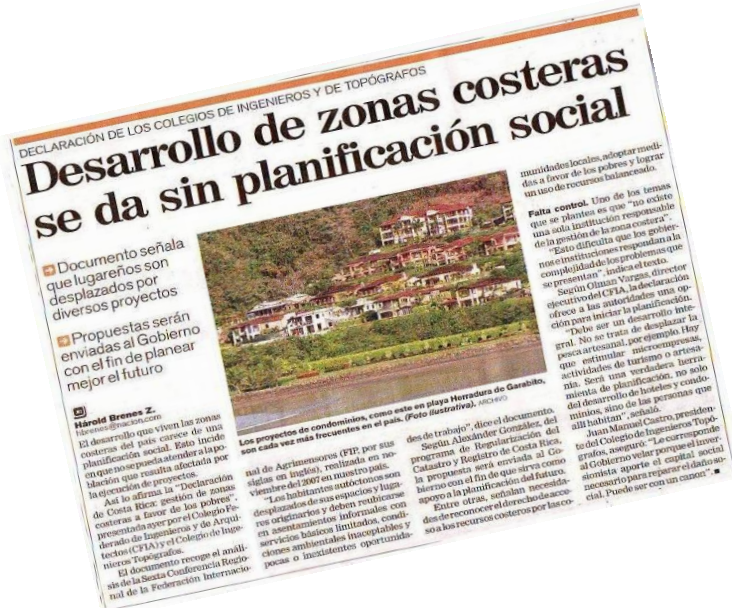 DECLARACIÓN DE LOS COLEGIOS DE INGENIEROS Y DE TOPÓGRAFOS
Desarrollo de zonas costeras
se da sin planificación social
Documento señala
que lugareños son
desplazados por
diversos proyectos
Propuestas serán
enviadas al Gobierno
con el fin de planear
mejor el futuro
Hárold Brenes Z.
hbrenes@nacion.com
El desarrollo que viven las zonas
costeras del país carece de una
planificación social. Esto incide
en que no se pueda atender a la po-
blación que resulta afectada por
la ejecución de proyectos.
Así lo afirma la "Declaración
de Costa Rica: gestión de zonas
costeras a favor de los pobres",
presentada ayer por el Colegio Fe-
derado de Ingenieros y de Arqui-
tectos (CFIA) y el Colegio de Inge-
nieros Topógrafos.
El documento recoge el análi-
sis de la Sexta Conferencia Regio-
nal de la Federación Internacio-
Los proyectos de condominios, como este en playa Herradura de Garabito,
son cada vez más frecuentes en el país. (Foto ilustrativa). ARCHIVO
nal de Agrimensores (FIP, por sus
siglas en inglés), realizada en no-
viembre del 2007 en nuestro país.
"Los habitantes autóctonos son
desplazados de sus espacios y luga-
res originarios y deben reubicarse
en asentamientos informales con
servicios básicos limitados, condi-
ciones ambientales inaceptables y
pocas o inexistentes oportunida-
des de trabajo", dice el documento.
Según Alexánder González, del
programa de Regularización del
Catastro y Registro de Costa Rica,
la propuesta será enviada al Go-
bierno con el fin de que sirva como
apoyo a la planificación del futuro.
Entre otras, señalan necesida-
des de reconocer el derecho de acce-
so a los recursos costeros por las co-
munidades locales, adoptar medi-
das a favor de los pobres y lograr
un uso de recursos balanceado.
Falta control. Uno de los temas
que se plantea es que "no existe
una sola institución responsable
de la gestión de la zona costera".
"Esto dificulta que los gobier-
nos e instituciones respondan a la
complejidad de los problemas que
se presentan", indica el texto.
Según Olman Vargas, director
ejecutivo del CFIA, la declaración
ofrece a las autoridades una op-
ción para iniciar la planificación.
"Debe ser un desarrollo inte-
gral. No se trata de desplazar la
pesca artesanal, por ejemplo. Hay
que estimular microempresas,
actividades de turismo o artesa-
nía. Será una verdadera herra-
mienta de planificación, no solo
del desarrollo de hoteles y condo-
minios, sino de las personas que
allí habitan", señaló.
Juan Manuel Castro, presiden-
te del Colegio de Ingenieros Topó-
grafos, aseguró: "Le corresponde
al Gobierno velar porque el inver-
sionista aporte el capital social
necesario para reparar el daño so-
cial. Puede ser con un canon".